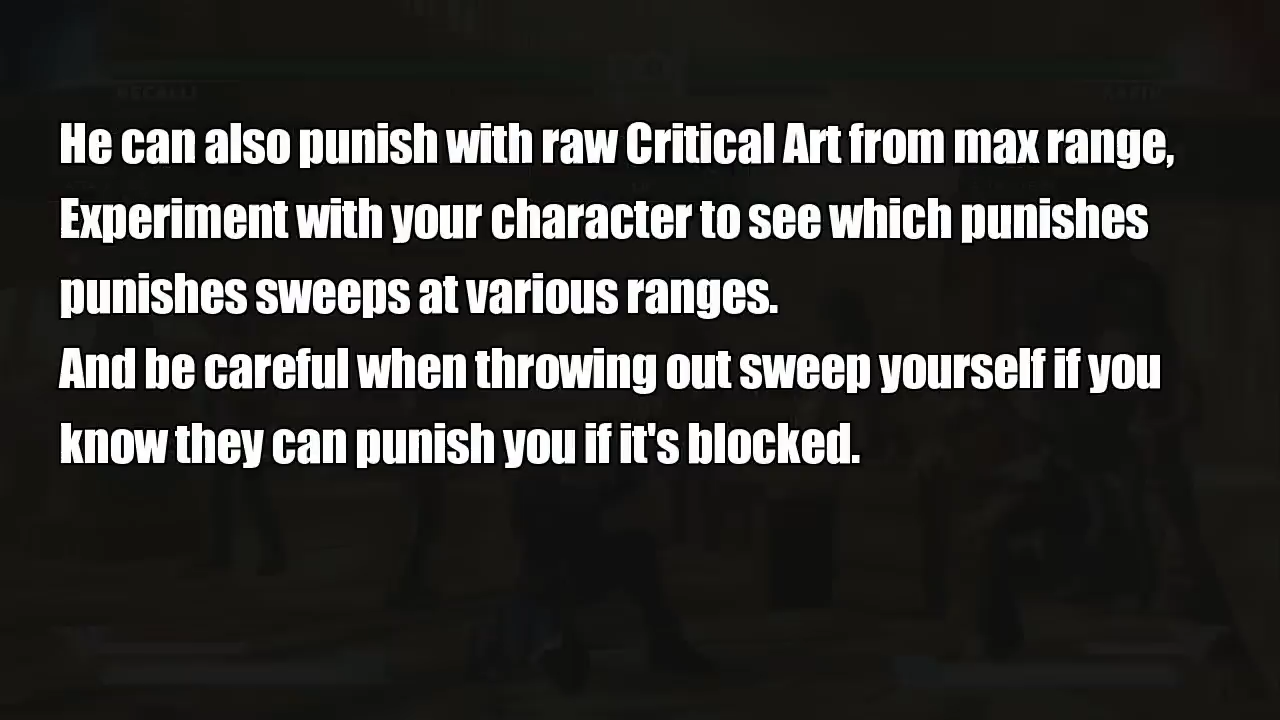 He can also punish with raw Critical Art from max range,
Experiment with your character to see which punishes
punishes sweeps at various ranges.
And be careful when throwing out sweep yourself if you
know they can punish you if it's blocked.